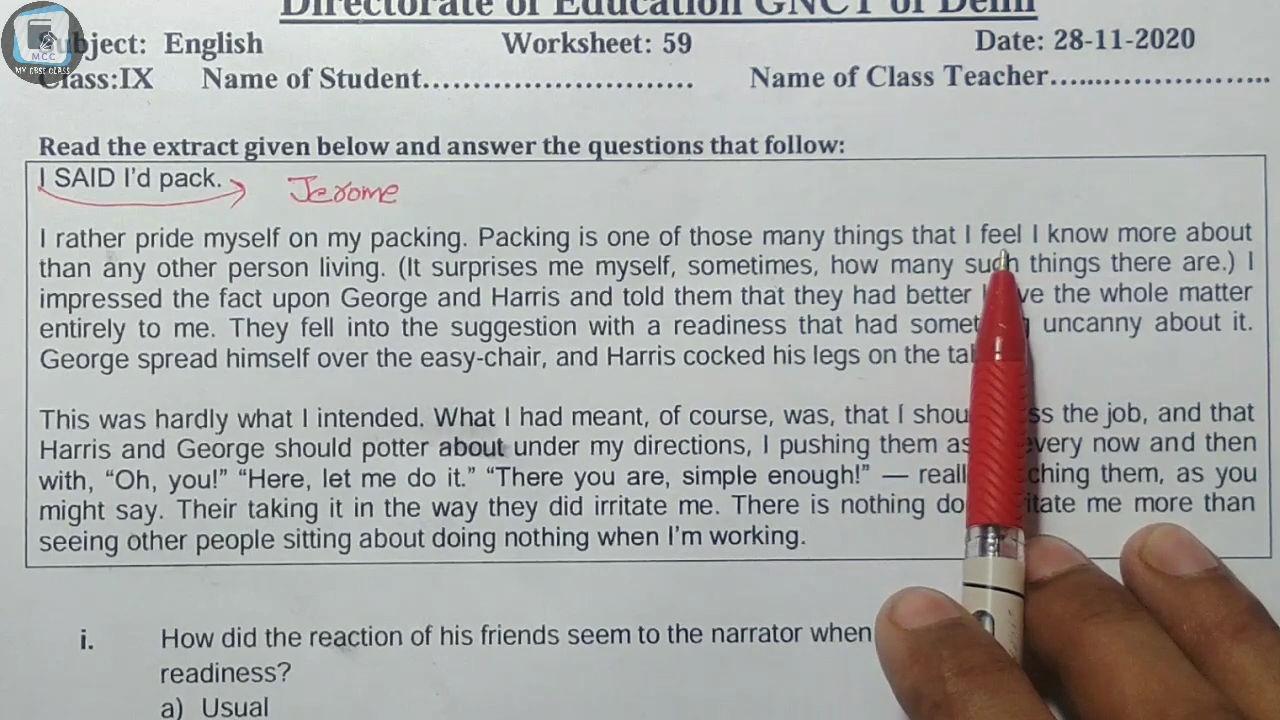 Directorate of Education GNCT of Delhi
MCC
MY CBSE CLASS
Subject: English Worksheet: 59 Date: 28-11-2020
Class:IX Name of Student........................... Name of Class Teacher........................
Read the extract given below and answer the questions that follow:
I SAID I'd pack. Jerome
I rather pride myself on my packing. Packing is one of those many things that I feel I know more about
than any other person living. (It surprises me myself, sometimes, how many such things there are.) I
impressed the fact upon George and Harris and told them that they had better the whole matter
entirely to me. They fell into the suggestion with a readiness that had uncanny about it.
George spread himself over the easy-chair, and Harris cocked his legs on the
This was hardly what I intended. What I had meant, of course, was, that I the job, and that
Harris and George should potter about under my directions, I pushing them every now and then
with, “Oh, you!” “Here, let me do it.” “There you are, simple enough!” — them, as you
might say. Their taking it in the way they did irritate me. There is nothing me more than
seeing other people sitting about doing nothing when I'm working.
i. How did the reaction of his friends seem to the narrator when
readiness?
a) Usual